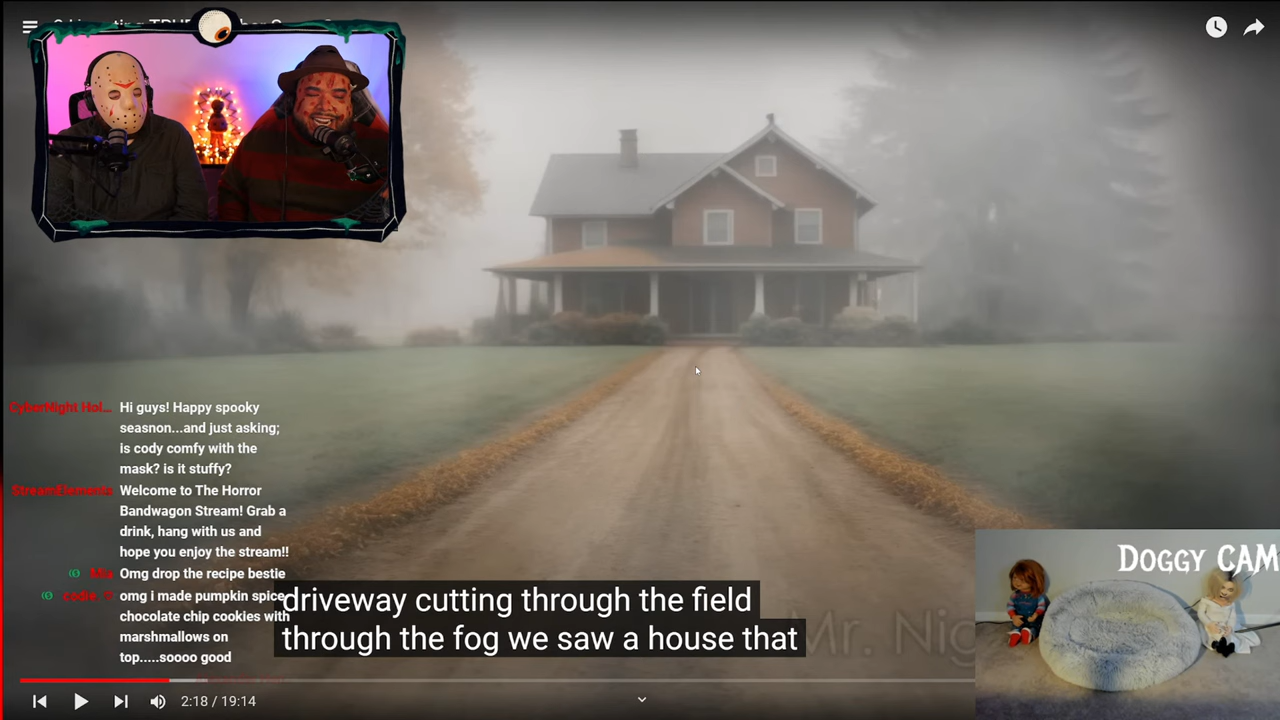 CyberNight Hol...
Hi guys! Happy spooky
seasnon...and just asking;
is cody comfy with the
mask? is it stuffy?
StreamElements
Welcome to The Horror
Bandwagon Stream! Grab a
drink, hang with us and
hope you enjoy the stream!!
Omg drop the recipe bestie
codie
omg i made pumpkin spice
chocolate chip cookies with
marshmallows on
top.....soooo good
driveway cutting through the field
through the fog we saw a house that
Mr. Nig
DOGGY CAM
2:18 / 19:14